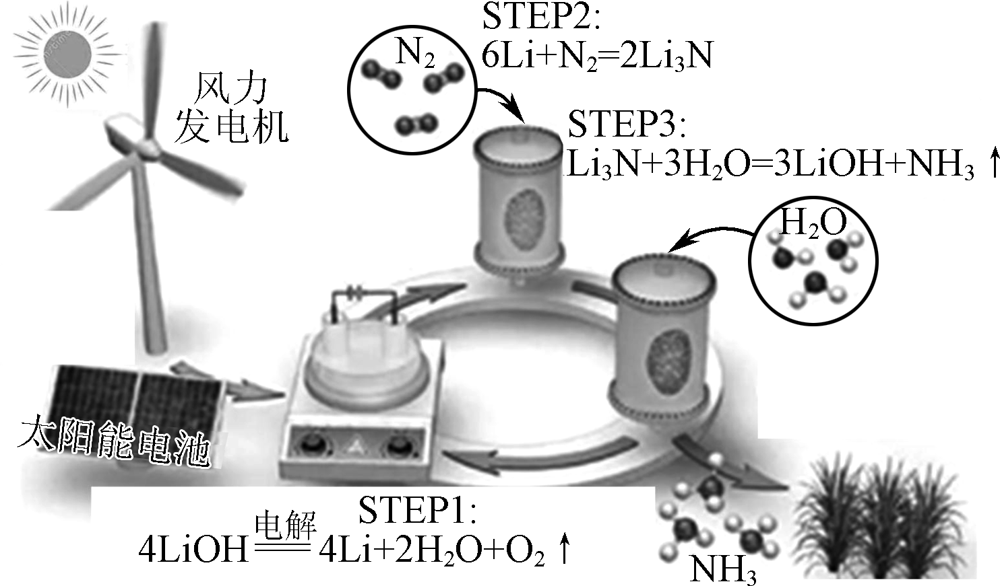 STEP2:
6Li+N₂=2Li₃N
N₂
风力
发电机
STEP3:
Li₃N+3H₂O=3LiOH+NH₃↑
H₂O
太阳能电池
STEP1:
电解
4LiOH══4Li+2H₂O+O₂↑
NH₃